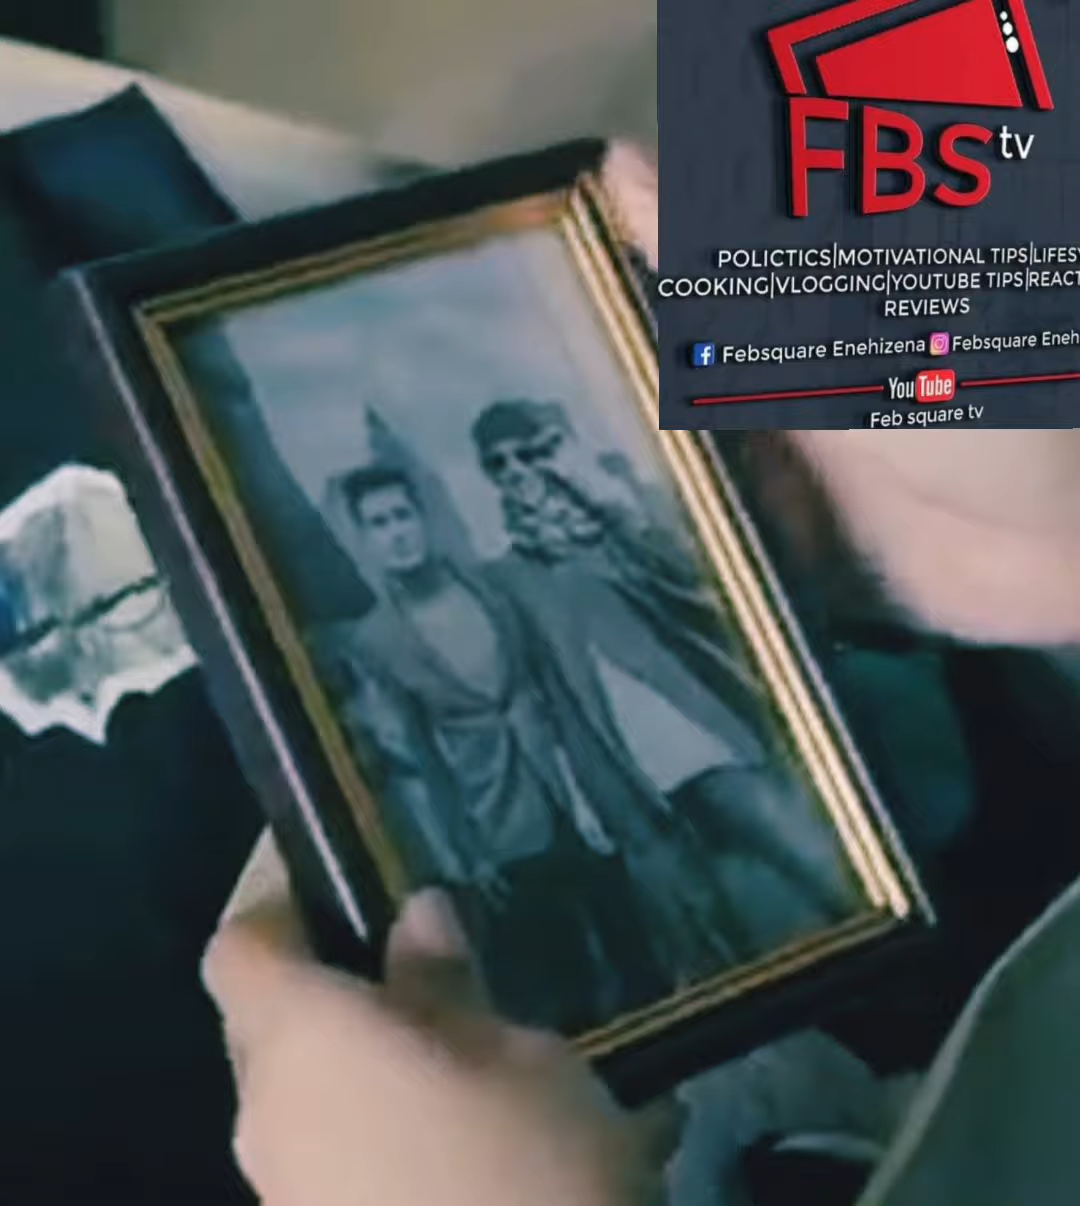 FBS tv
POLICTICS|MOTIVATIONAL TIPS|LIFESY
COOKING|VLOGGING|YOUTUBE TIPS|REACT
REVIEWS
Febsquare Enehizena Febsquare Eneh
YouTube
Feb square tv